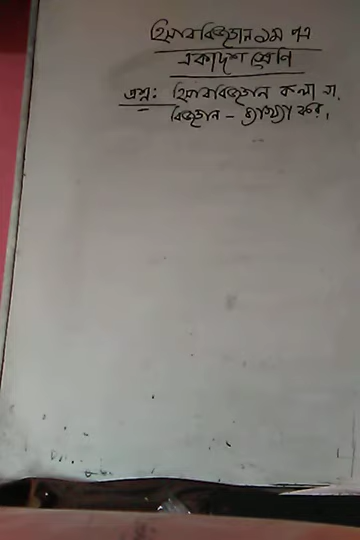 হিসাববিজ্ঞান ১ম পত্র
একাদশ শ্রেণি
প্রশ্ন: হিসাববিজ্ঞান কলা না
বিজ্ঞান - ব্যাখ্যা কর।